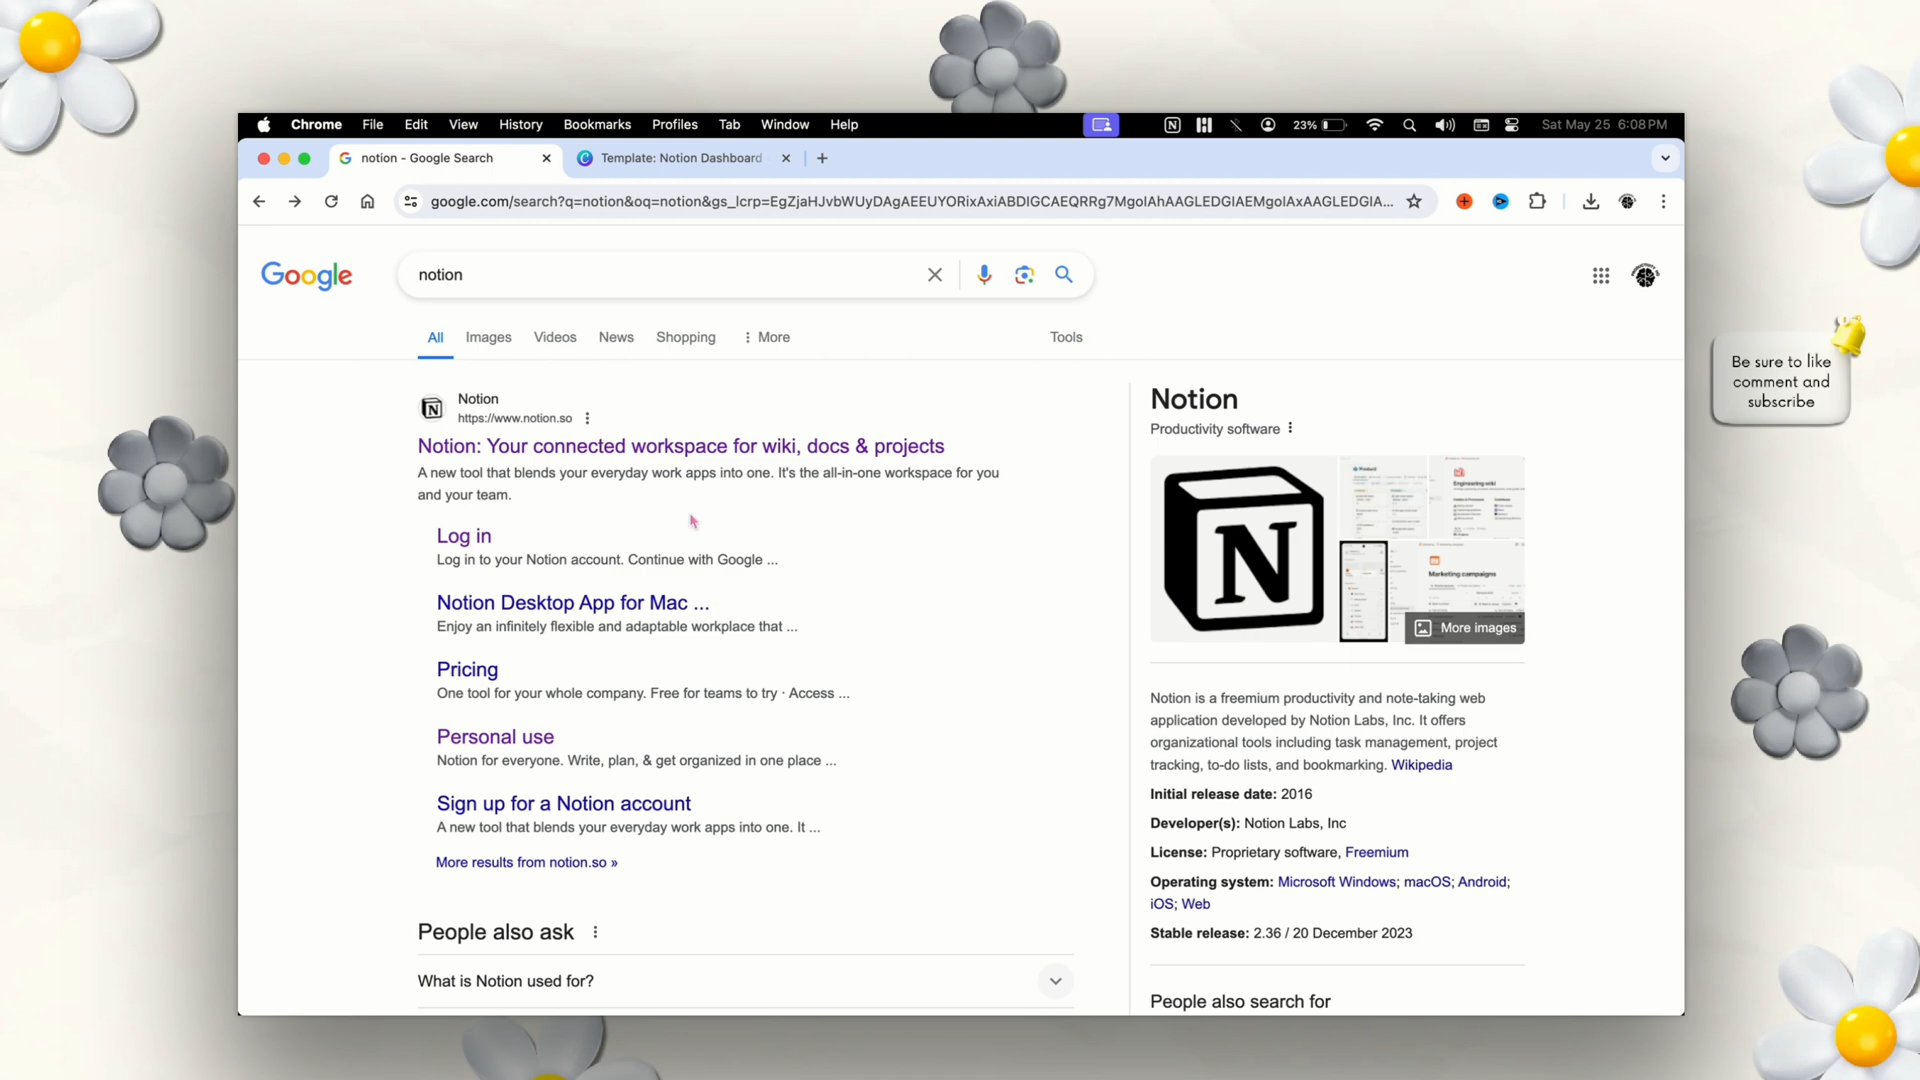 Chrome File Edit View History Bookmarks Profiles Tab Window Help 23% Sat May 25 6:08 PM
notion - Google Search Template: Notion Dashboard
google.com/search?q=notion&oq=notion&gs_lcrp=EgZjaHJvbWUyDAgAEEUYORixAxiABDIGCAEQRRg7MgoIAhAAGLEDGIAEMgoIAxAAGLEDGIA...
Google notion
All Images Videos News Shopping More Tools
Notion
https://www.notion.so
Notion: Your connected workspace for wiki, docs & projects
A new tool that blends your everyday work apps into one. It's the all-in-one workspace for you
and your team.
Log in
Log in to your Notion account. Continue with Google ...
Notion Desktop App for Mac ...
Enjoy an infinitely flexible and adaptable workplace that ...
Pricing
One tool for your whole company. Free for teams to try · Access ...
Personal use
Notion for everyone. Write, plan, & get organized in one place ...
Sign up for a Notion account
A new tool that blends your everyday work apps into one. It ...
More results from notion.so »
People also ask
What is Notion used for?
Notion
Productivity software
Product
Engineering wiki
Marketing campaigns
More images
Notion is a freemium productivity and note-taking web
application developed by Notion Labs, Inc. It offers
organizational tools including task management, project
tracking, to-do lists, and bookmarking. Wikipedia
Initial release date: 2016
Developer(s): Notion Labs, Inc
License: Proprietary software, Freemium
Operating system: Microsoft Windows; macOS; Android;
iOS; Web
Stable release: 2.36 / 20 December 2023
People also search for
Be sure to like
comment and
subscribe